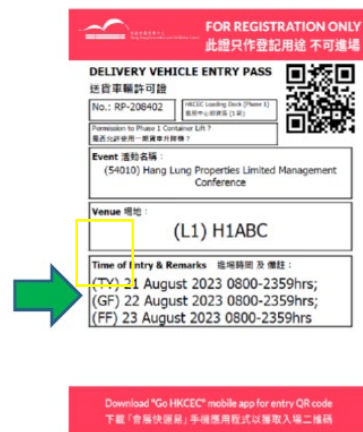 FOR REGISTRATION ONLY
此證只作登記用途 不可進場
DELIVERY VEHICLE ENTRY PASS
送貨車輛許可證
No.: RP-208402
HKCEC Loading Dock (Phase 1)
Permission to Phase 1 Container Lift ?
Event 活動名稱 :
(54010) Hang Lung Properties Limited Management
Conference
Venue 場地 :
(L1) H1ABC
Time of Entry & Remarks 進場時間 及 備註 :
(TY) 21 August 2023 0800-2359hrs;
(GF) 22 August 2023 0800-2359hrs;
(FF) 23 August 2023 0800-2359hrs
Download "Go HKCEC" mobile app for entry QR code
下載「會展快運易」手機應用程式以獲取入場二維碼